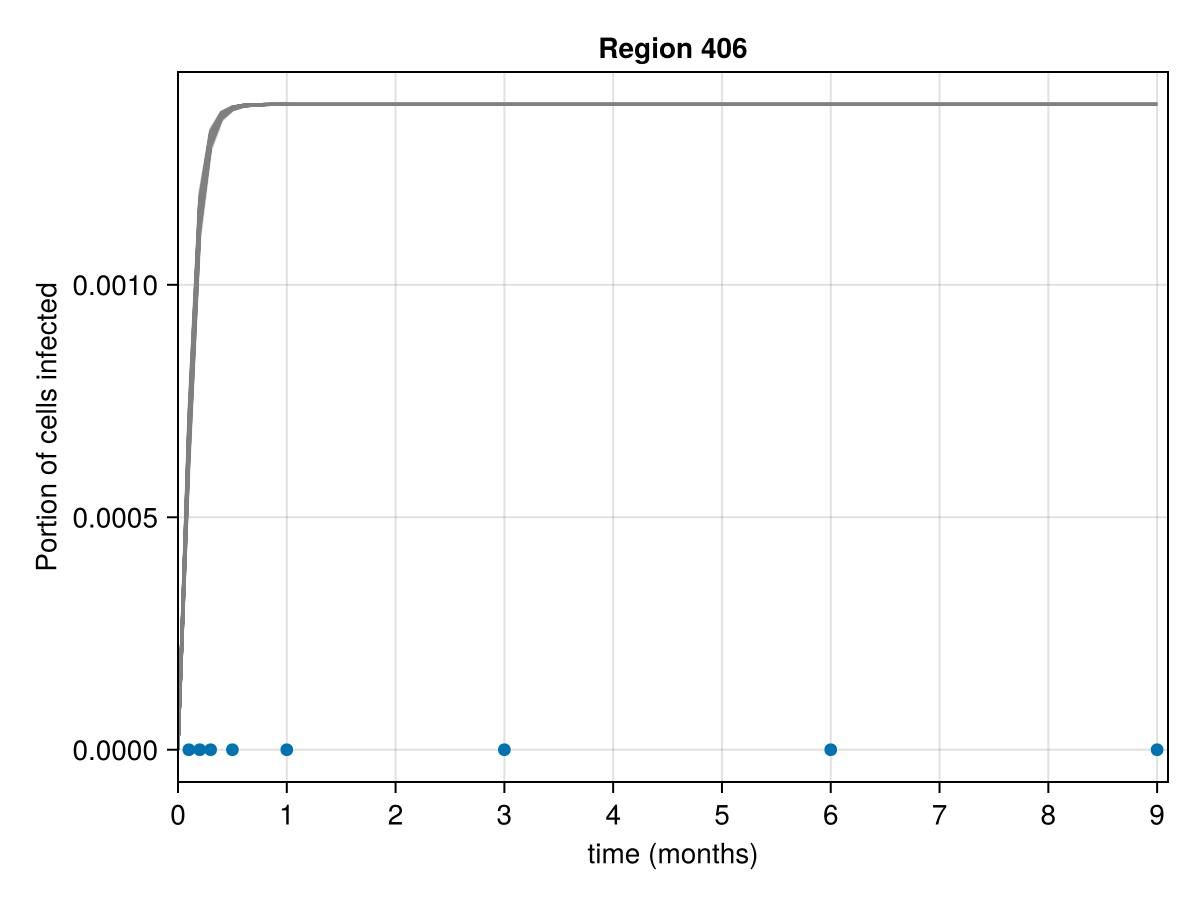 Region 406
Portion of cells infected
0.0010
0.0005
0.0000
0 1 2 3 4 5 6 7 8 9
time (months)